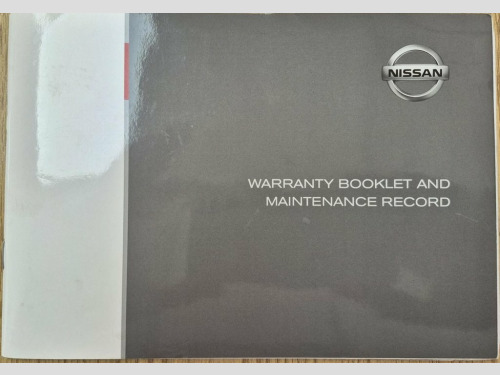 NISSAN
WARRANTY BOOKLET AND
MAINTENANCE RECORD